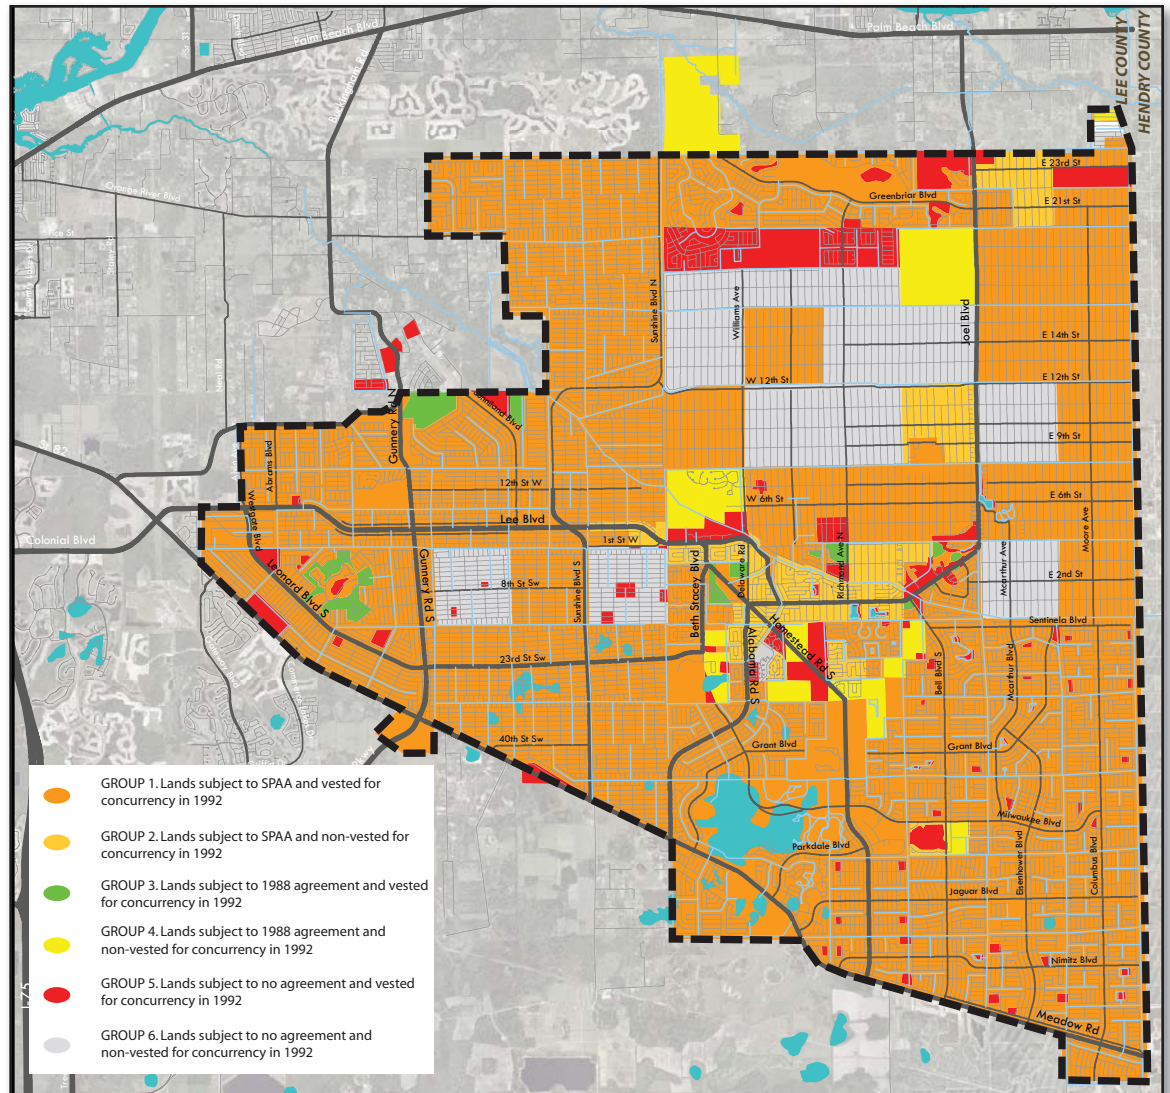 Palm Beach Blvd
Palm Beach Blvd
LEE COUNTY
HENDRY COUNTY
Buckingham Rd
Orange River Blvd
E 23rd St
Greenbriar Blvd
E 21st St
Sunshine Blvd N
Williams Ave
Joel Blvd
E 14th St
W 12th St
E 12th St
Gunnery Rd N
Sunniland Blvd
E 9th St
St. 82
Abrams Blvd
12th St W
W 6th St
E 6th St
Westgate Blvd
Lee Blvd
Moore Ave
Colonial Blvd
1st St W
Richmond Ave N
Delaware Rd
Beth Stacey Blvd
Leonard Blvd S
Gunnery Rd S
8th St Sw
Sunshine Blvd S
Mcarthur Ave
E 2nd St
Sentinela Blvd
Homestead Rd S
Alabama Rd S
23rd St Sw
Bell Blvd S
Mcarthur Blvd
40th St Sw
Grant Blvd
Grant Blvd
Milwaukee Blvd
Parkdale Blvd
Eisenhower Blvd
Columbus Blvd
Jaguar Blvd
Nimitz Blvd
Meadow Rd
I-75
GROUP 1. Lands subject to SPAA and vested for
concurrency in 1992
GROUP 2. Lands subject to SPAA and non-vested for
concurrency in 1992
GROUP 3. Lands subject to 1988 agreement and vested
for concurrency in 1992
GROUP 4. Lands subject to 1988 agreement and
non-vested for concurrency in 1992
GROUP 5. Lands subject to no agreement and vested
for concurrency in 1992
GROUP 6. Lands subject to no agreement and
non-vested for concurrency in 1992